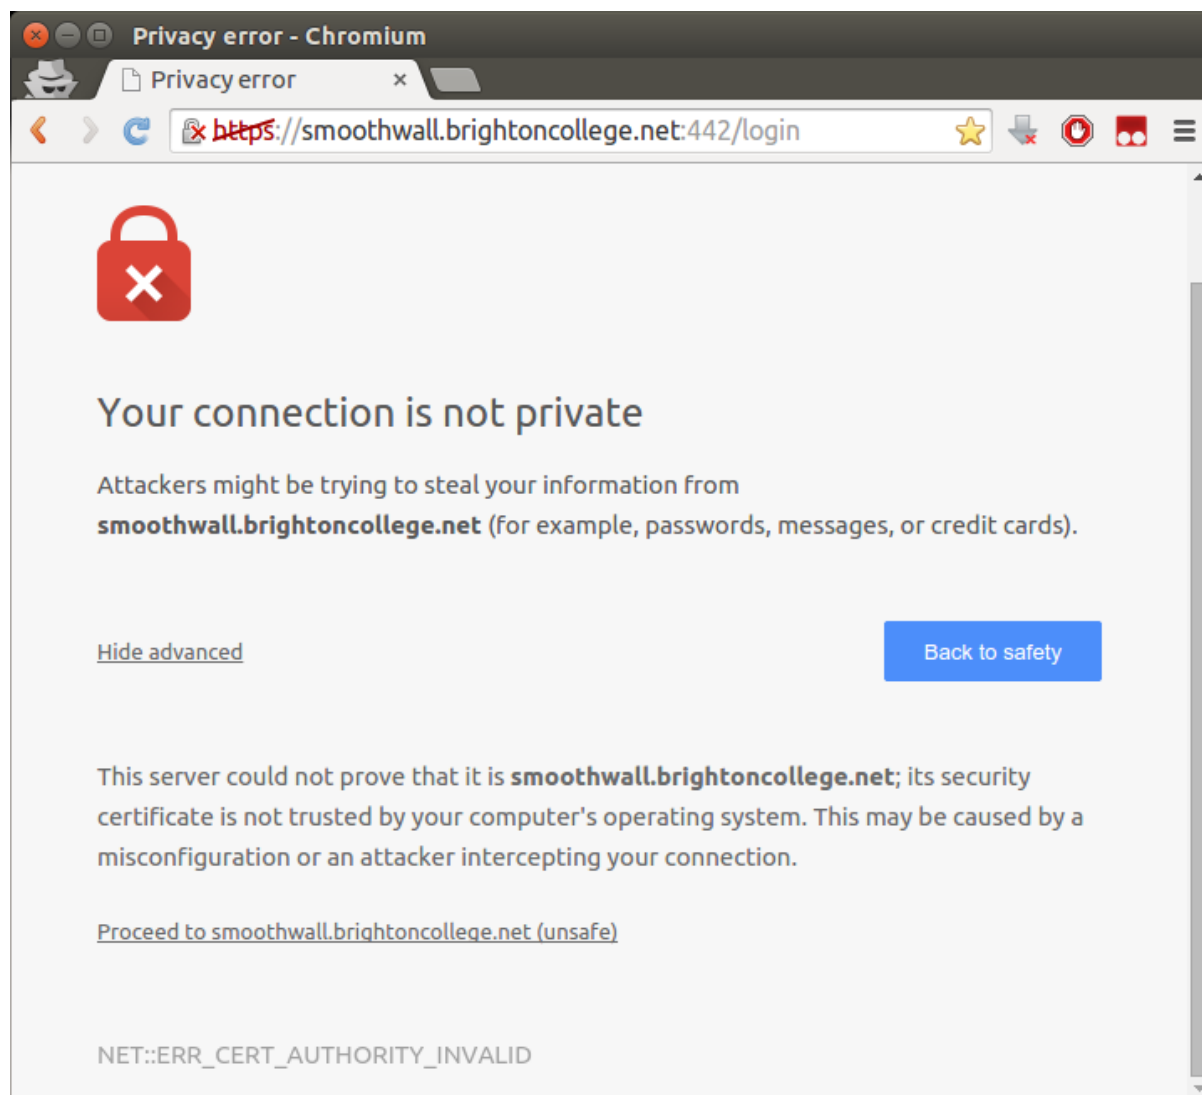 Privacy error - Chromium
Privacy error
https://smoothwall.brightoncollege.net:442/login
Your connection is not private
Attackers might be trying to steal your information from
smoothwall.brightoncollege.net (for example, passwords, messages, or credit cards).
Hide advanced
Back to safety
This server could not prove that it is smoothwall.brightoncollege.net; its security
certificate is not trusted by your computer's operating system. This may be caused by a
misconfiguration or an attacker intercepting your connection.
Proceed to smoothwall.brightoncollege.net (unsafe)
NET::ERR_CERT_AUTHORITY_INVALID